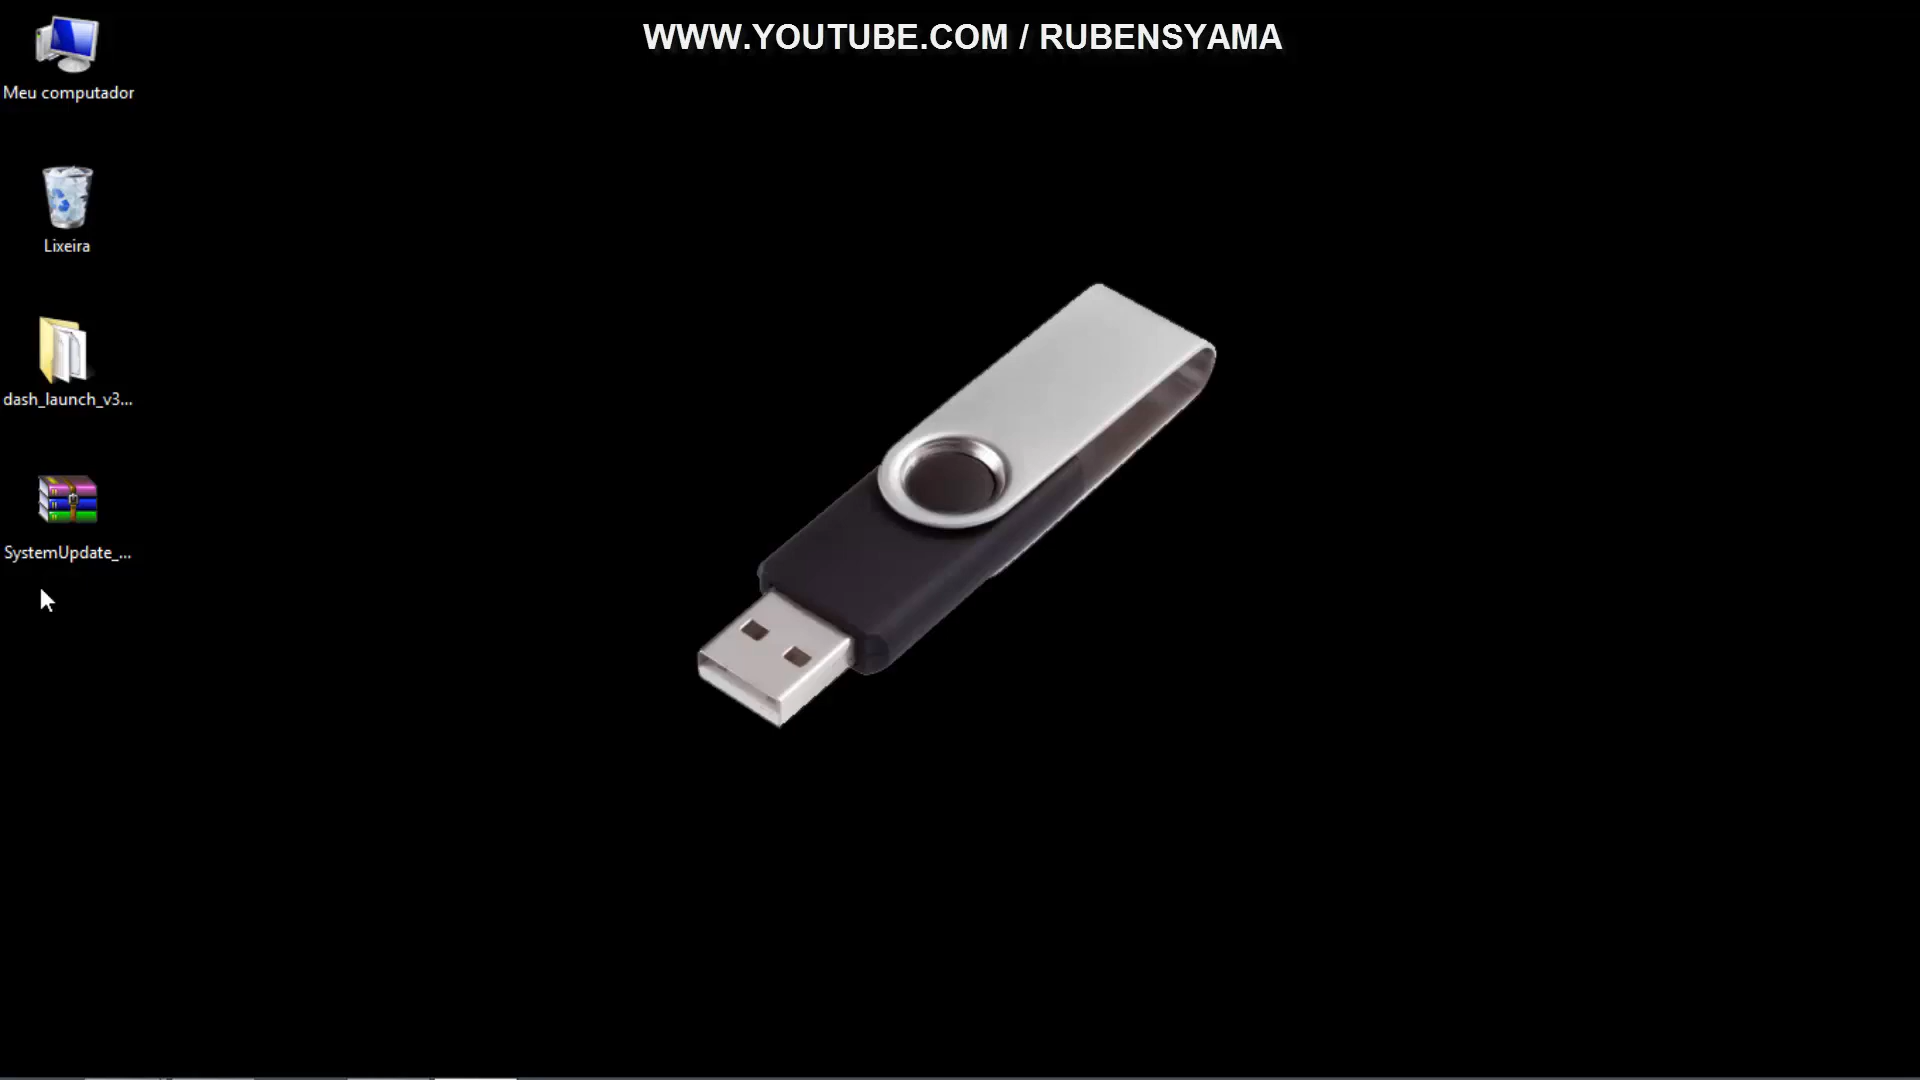 WWW.YOUTUBE.COM / RUBENSYAMA
Meu computador
Lixeira
dash_launch_v3...
SystemUpdate_...